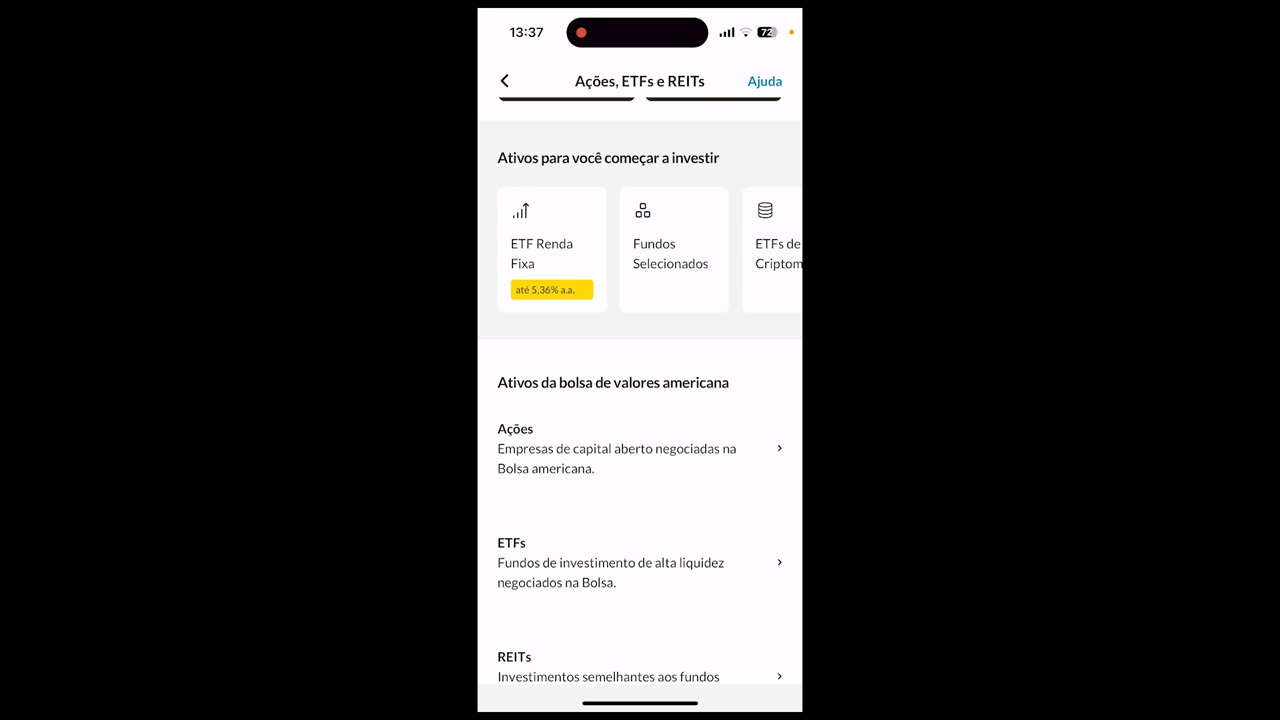 13:37
72
Ações, ETFs e REITs
Ajuda
Ativos para você começar a investir
ETF Renda
Fixa
até 5,36% a.a.
Fundos
Selecionados
ETFs de
Criptom
Ativos da bolsa de valores americana
Ações
Empresas de capital aberto negociadas na
Bolsa americana.
ETFs
Fundos de investimento de alta liquidez
negociados na Bolsa.
REITs
Investimentos semelhantes aos fundos